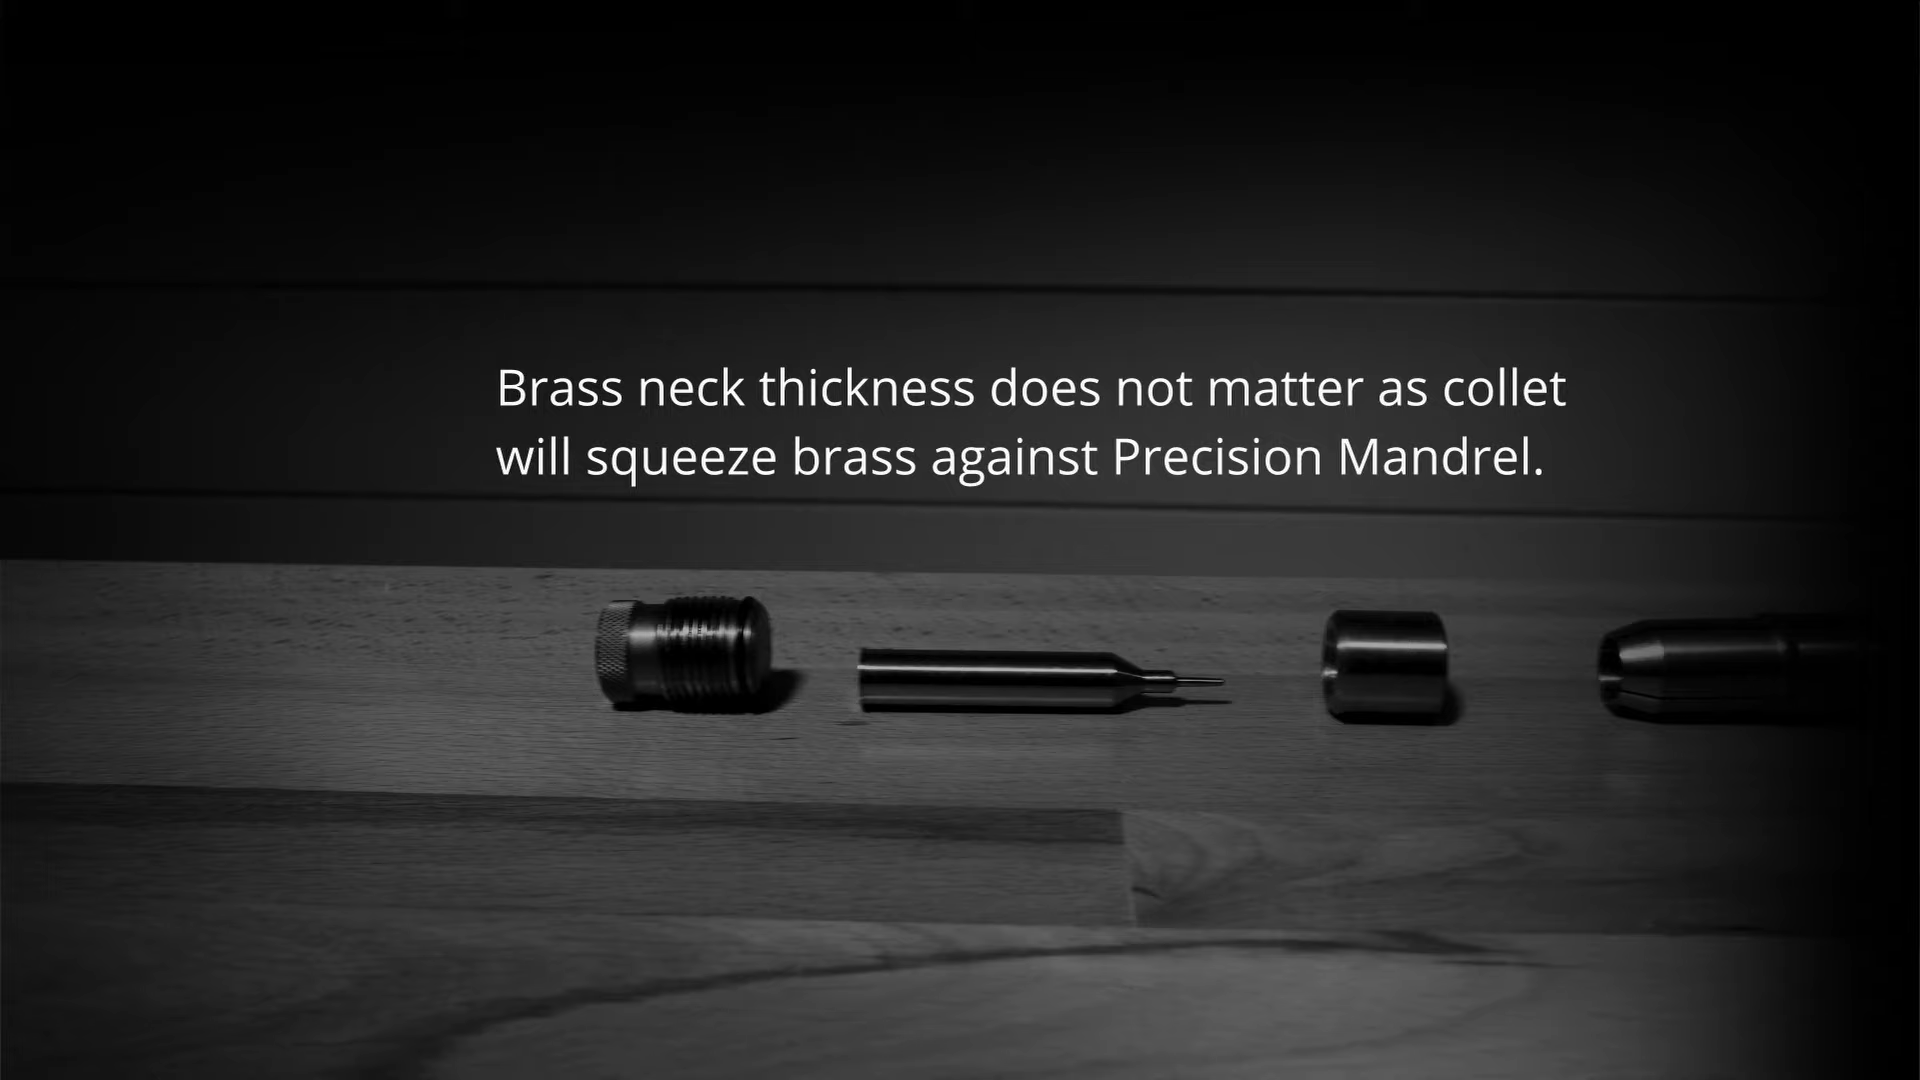 Brass neck thickness does not matter as collet
will squeeze brass against Precision Mandrel.